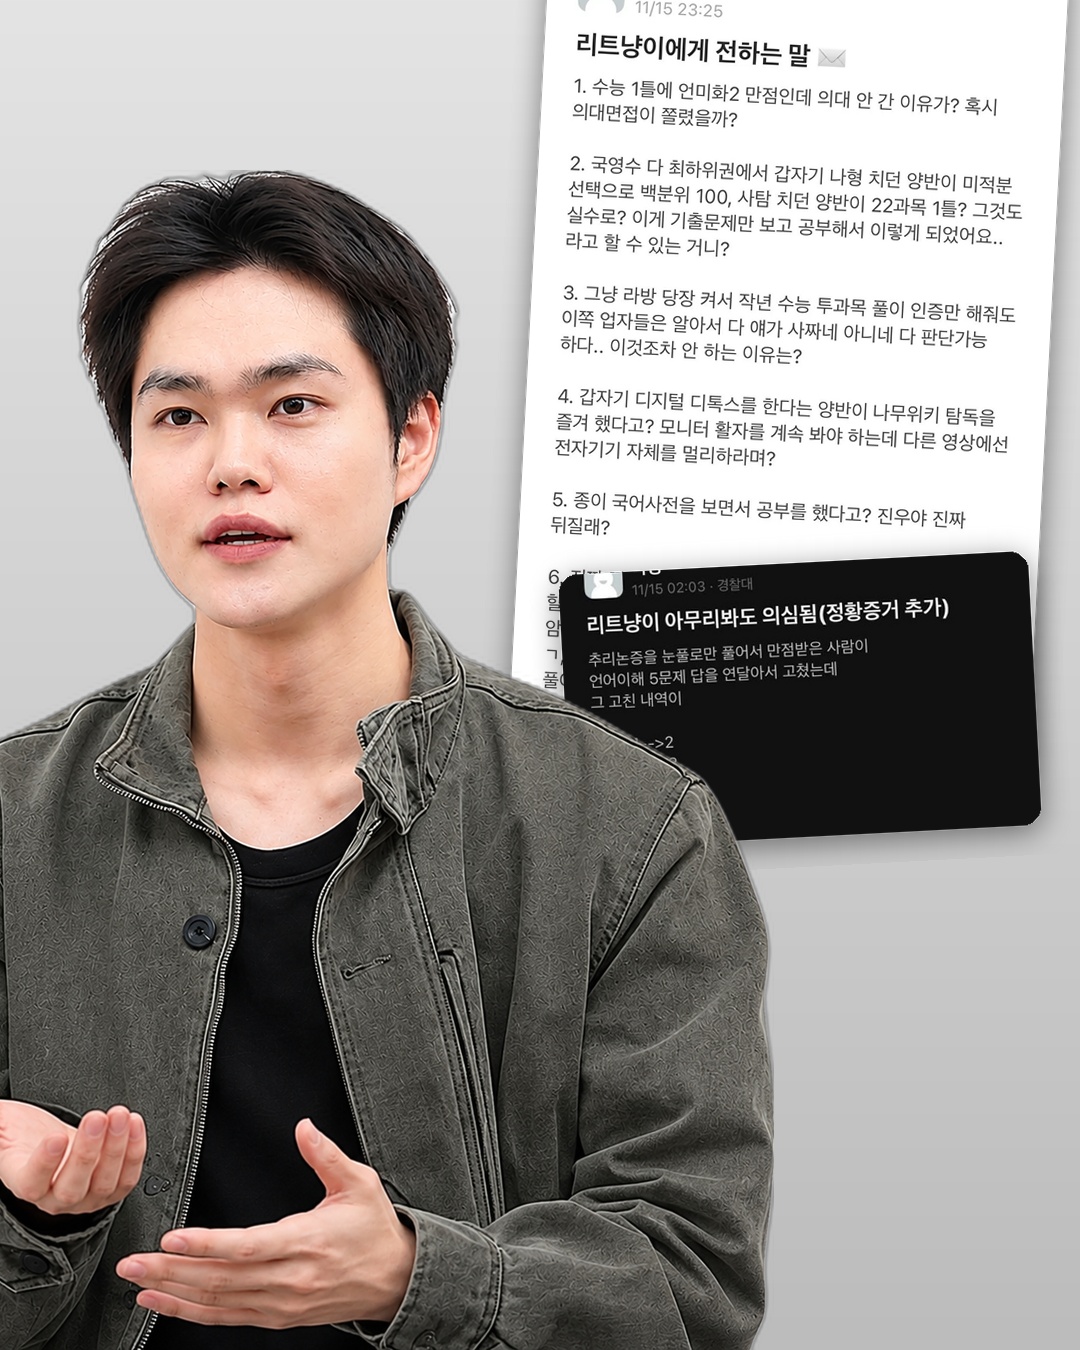 11/15 23:25
리트냥이에게 전하는 말 ✉️
1. 수능 1틀에 언미화2 만점인데 의대 안 간 이유가? 혹시
의대면접이 쫄렸을까?
2. 국영수 다 최하위권에서 갑자기 나형 치던 양반이 미적분
선택으로 백분위 100, 사탐 치던 양반이 22과목 1틀? 그것도
실수로? 이게 기출문제만 보고 공부해서 이렇게 되었어요..
라고 할 수 있는 거니?
3. 그냥 라방 당장 켜서 작년 수능 투과목 풀이 인증만 해줘도
이쪽 업자들은 알아서 다 얘가 사짜네 아니네 다 판단가능
하다.. 이것조차 안 하는 이유는?
4. 갑자기 디지털 디톡스를 한다는 양반이 나무위키 탐독을
즐겨 했다고? 모니터 활자를 계속 봐야 하는데 다른 영상에선
전자기기 자체를 멀리하라며?
5. 종이 국어사전을 보면서 공부를 했다고? 진우야 진짜
뒤질래?
6.
할
암
풀
11/15 02:03 · 경찰대
리트냥이 아무리봐도 의심됨(정황증거 추가)
추리논증을 눈풀로만 풀어서 만점받은 사람이
언어이해 5문제 답을 연달아서 고쳤는데
그 고친 내역이
-->2